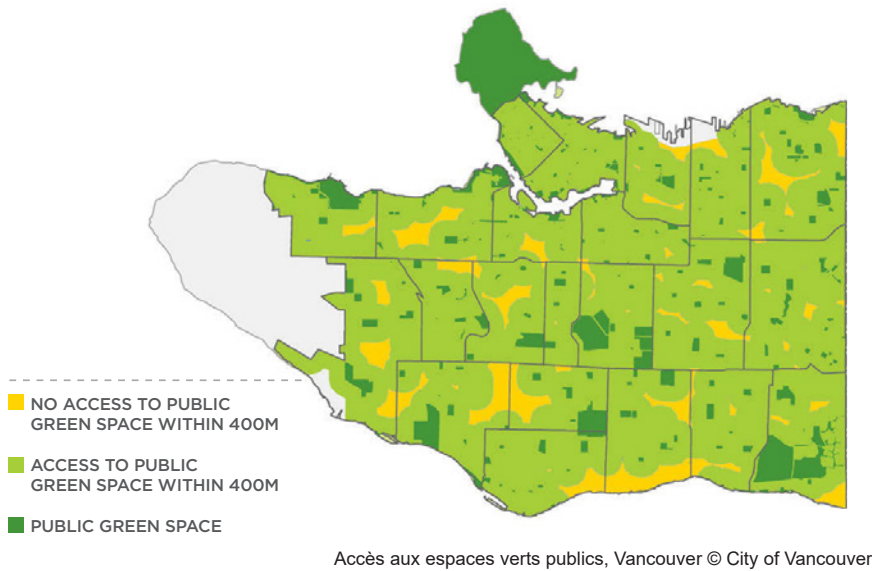 NO ACCESS TO PUBLIC
GREEN SPACE WITHIN 400M
ACCESS TO PUBLIC
GREEN SPACE WITHIN 400M
PUBLIC GREEN SPACE
Accès aux espaces verts publics, Vancouver © City of Vancouver